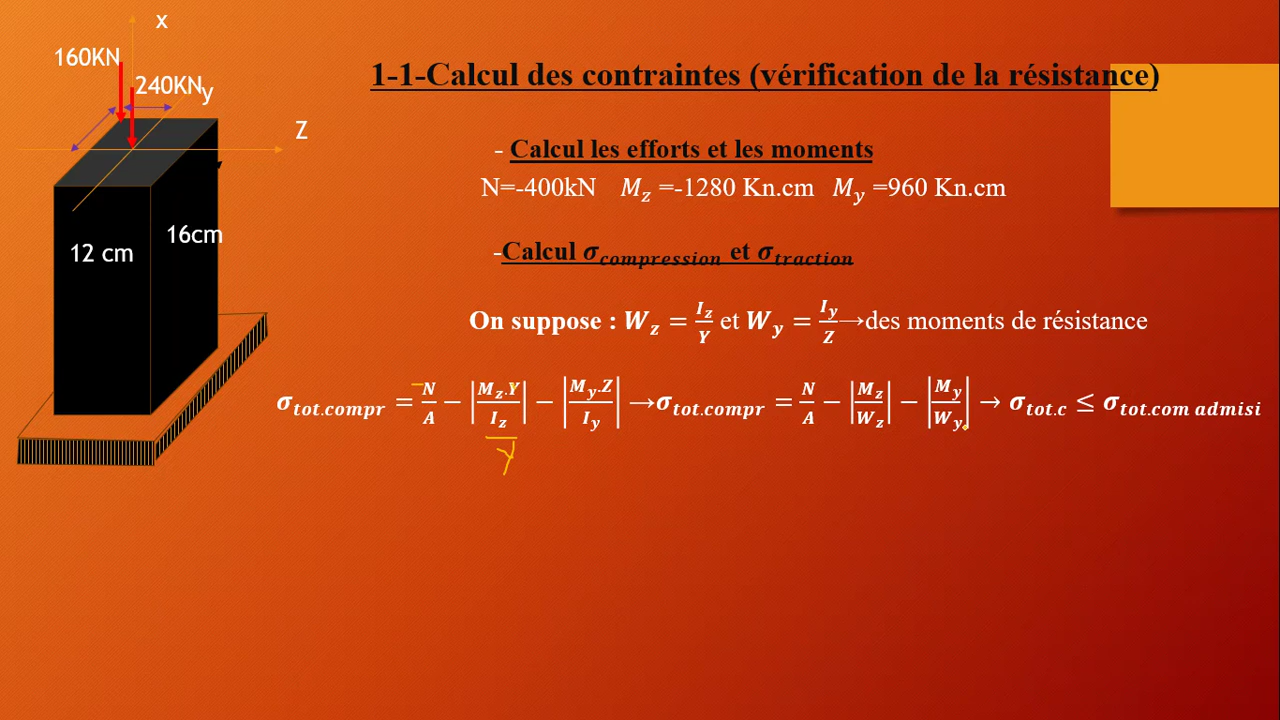 x
160KN
240KN
y
Z
12 cm
16cm
1-1-Calcul des contraintes (vérification de la résistance)
- Calcul les efforts et les moments
N=-400kN M_z =-1280 Kn.cm M_y =960 Kn.cm
-Calcul σ_compression et σ_traction
On suppose : W_z = I_z/Y et W_y = I_y/Z →des moments de résistance
σ_tot.compr = N/A − |M_z.Y/I_z| − |M_y.Z/I_y| → σ_tot.compr = N/A − |M_z/W_z| − |M_y/W_y| → σ_tot.c ≤ σ_tot.com admisi
y